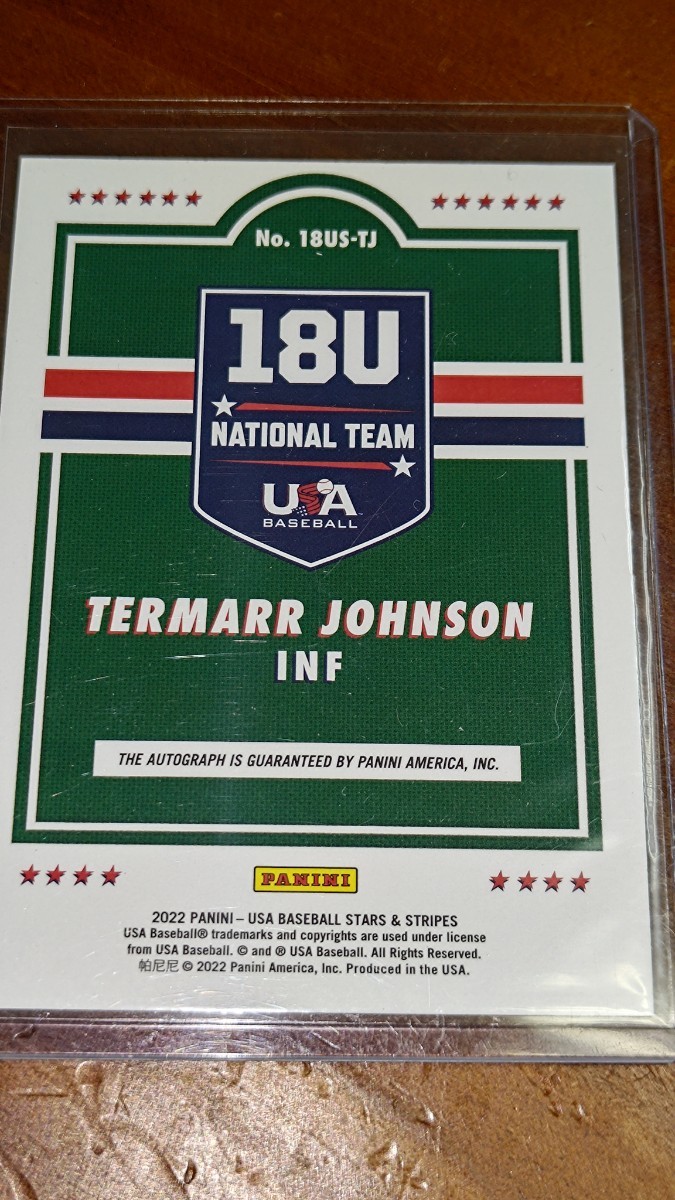 No. 18US-TJ
18U
NATIONAL TEAM
USA
BASEBALL
TERMARR JOHNSON
INF
THE AUTOGRAPH IS GUARANTEED BY PANINI AMERICA, INC.
PANINI
2022 PANINI – USA BASEBALL STARS & STRIPES
USA Baseball® trademarks and copyrights are used under license
from USA Baseball. © and ® USA Baseball. All Rights Reserved.
帕尼尼 © 2022 Panini America, Inc. Produced in the USA.